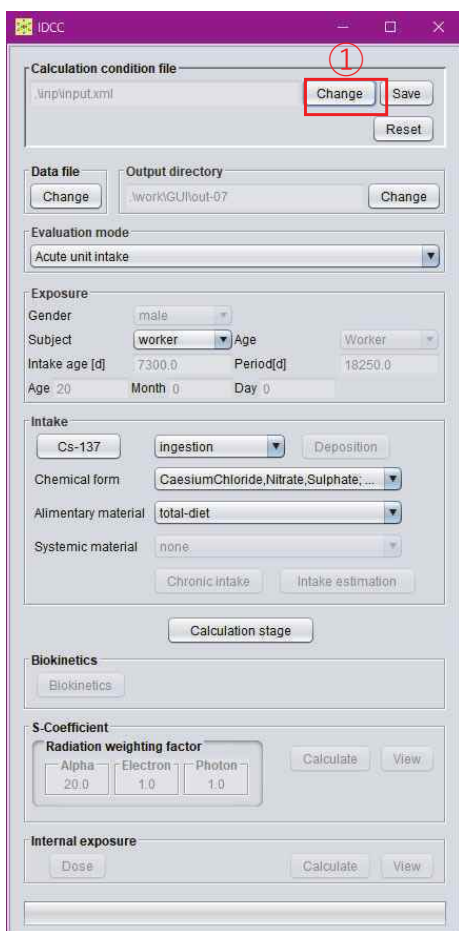 IDCC
①
Calculation condition file
.\inp\input.xml Change Save
Reset
Data file Output directory
Change .\work\GUI\out-07 Change
Evaluation mode
Acute unit intake
Exposure
Gender male
Subject worker Age Worker
Intake age [d] 7300.0 Period[d] 18250.0
Age 20 Month 0 Day 0
Intake
Cs-137 ingestion Deposition
Chemical form CaesiumChloride,Nitrate,Sulphate; ...
Alimentary material total-diet
Systemic material none
Chronic intake Intake estimation
Calculation stage
Biokinetics
Biokinetics
S-Coefficient
Radiation weighting factor
Alpha Electron Photon Calculate View
20.0 1.0 1.0
Internal exposure
Dose Calculate View